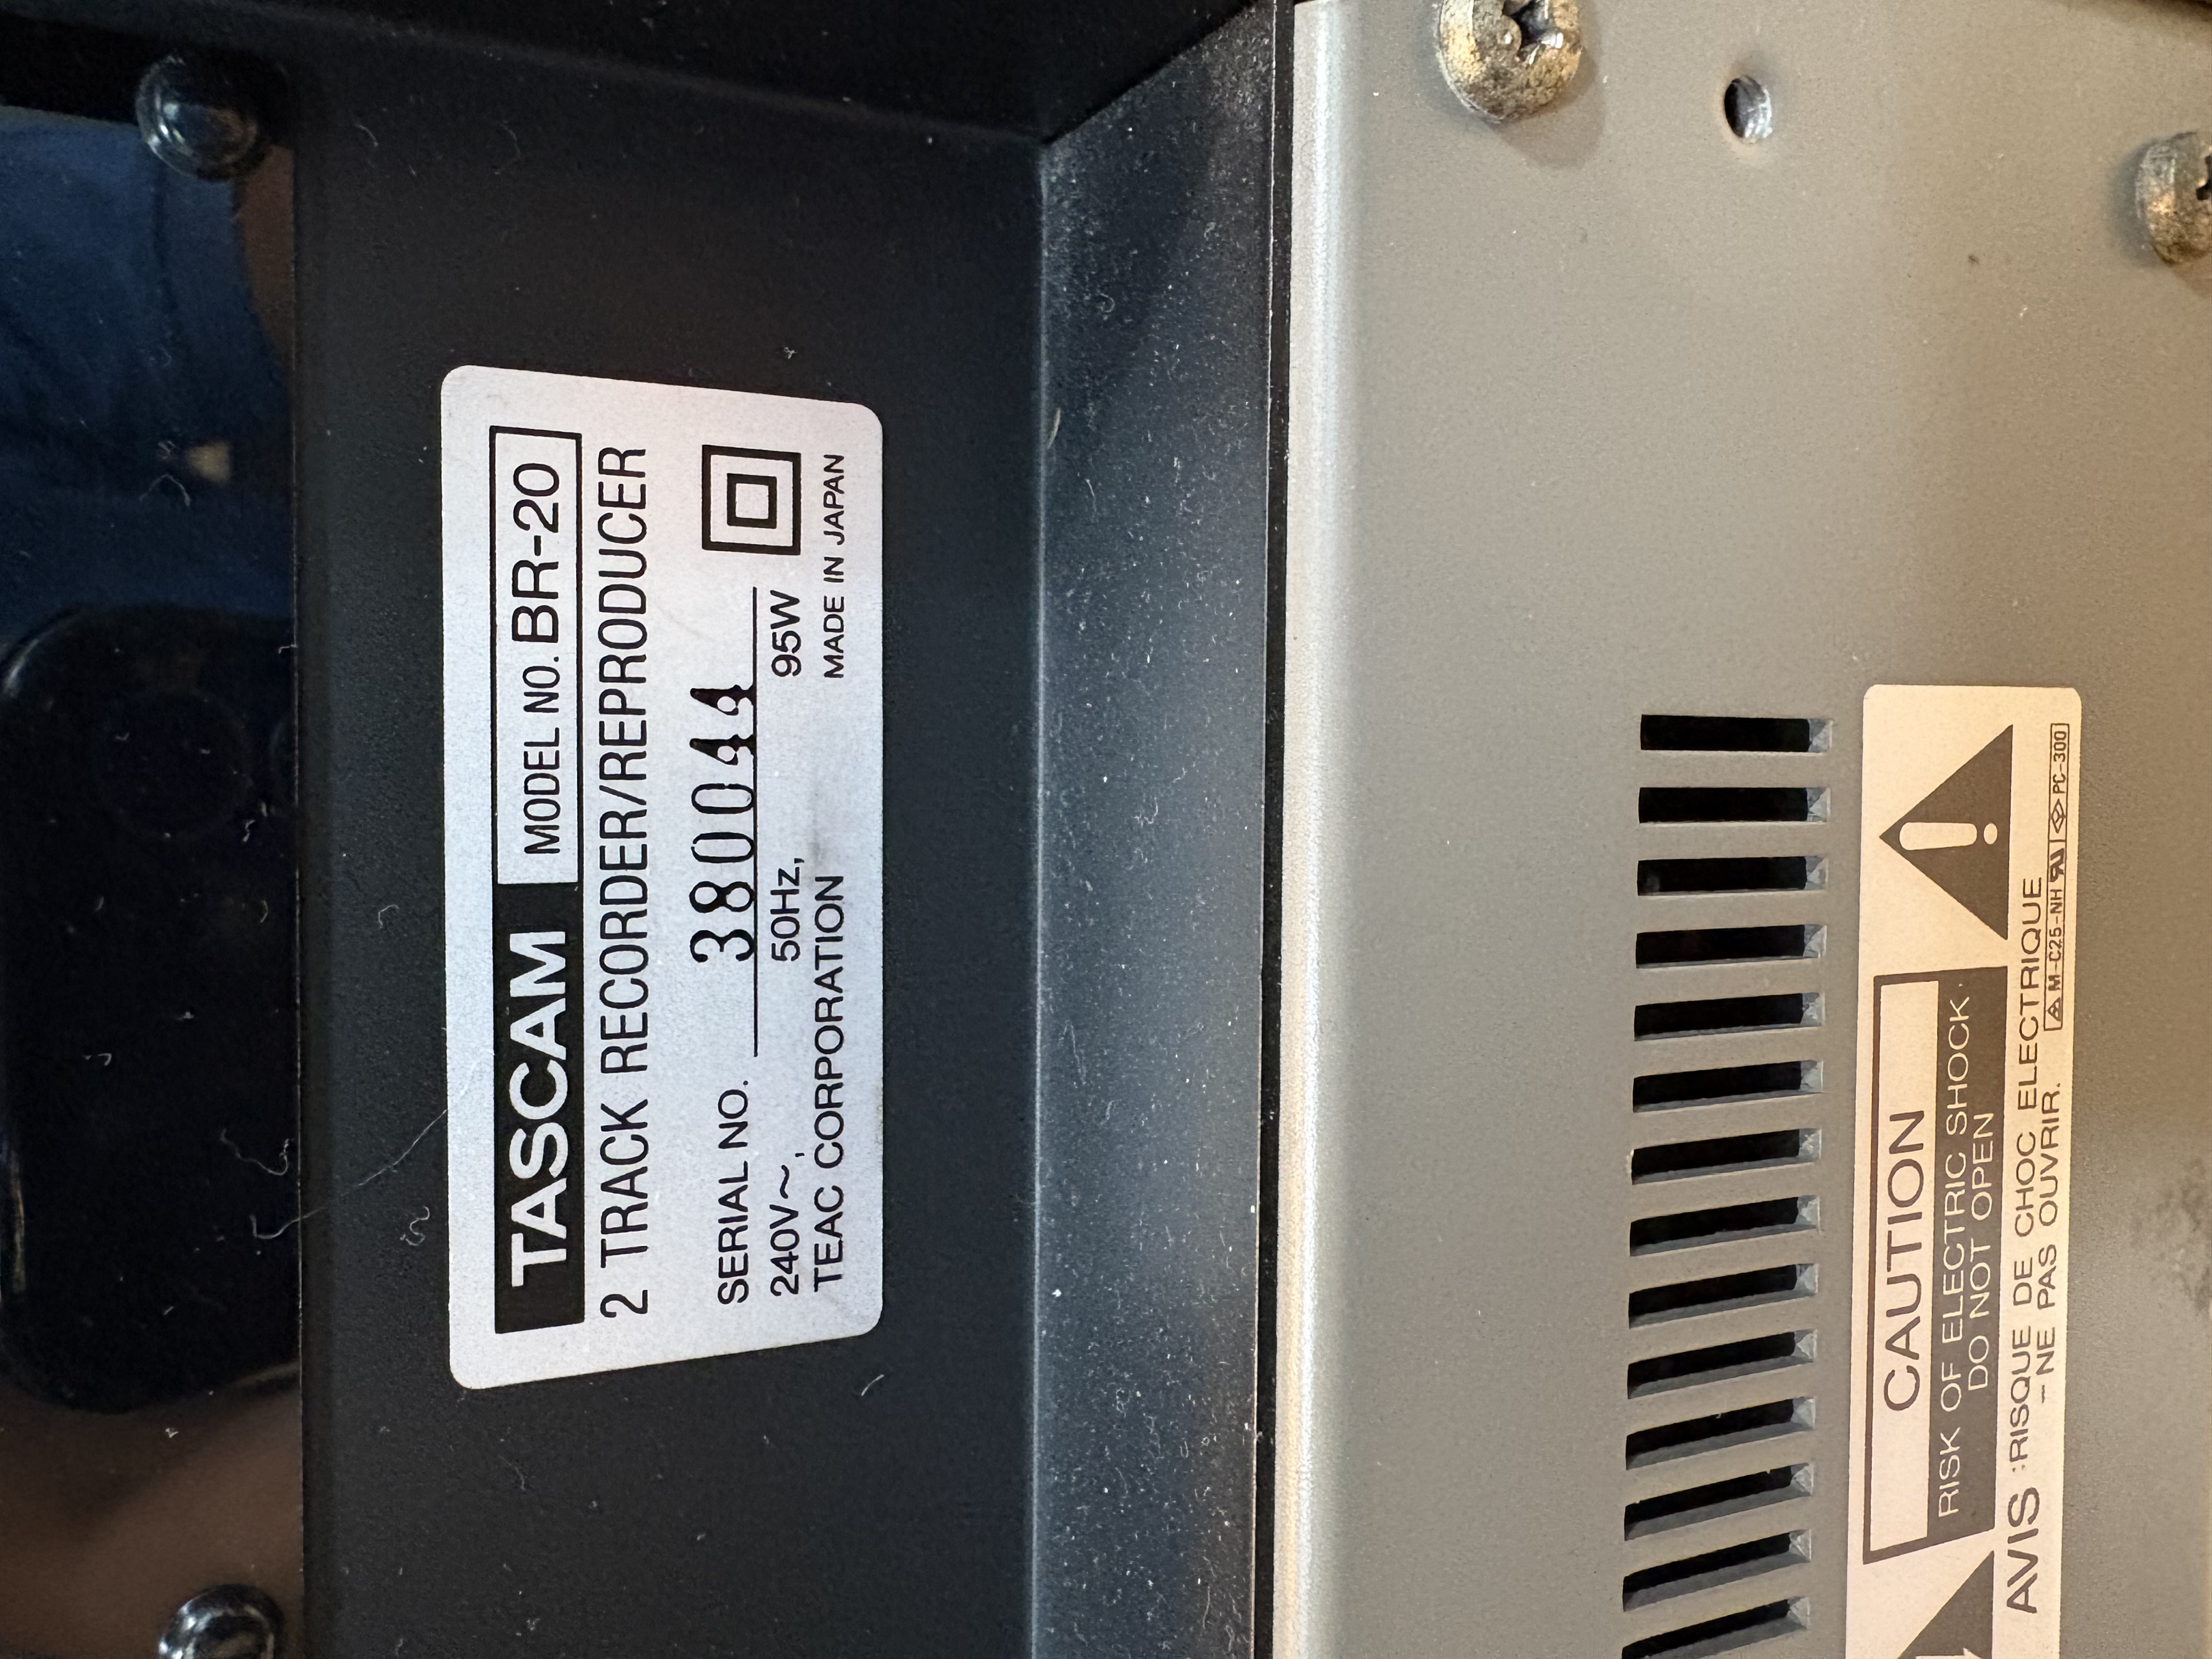 TASCAM MODEL NO. BR-20
2 TRACK RECORDER/REPRODUCER
SERIAL NO. 380044
240V~, 50Hz, 95W
TEAC CORPORATION MADE IN JAPAN
CAUTION
RISK OF ELECTRIC SHOCK
DO NOT OPEN
AVIS :RISQUE DE CHOC ELECTRIQUE
-NE PAS OUVRIR.
M-C25-NH PC-300